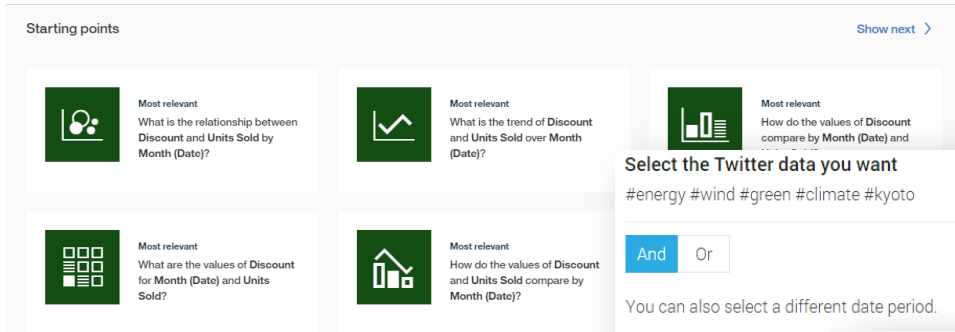 Starting points
Show next
Most relevant
What is the relationship between
Discount and Units Sold by
Month (Date)?
Most relevant
What is the trend of Discount
and Units Sold over Month
(Date)?
Most relevant
How do the values of Discount
compare by Month (Date) and
Most relevant
What are the values of Discount
for Month (Date) and Units
Sold?
Most relevant
How do the values of Discount
and Units Sold compare by
Month (Date)?
Select the Twitter data you want
#energy #wind #green #climate #kyoto
And
Or
You can also select a different date period.